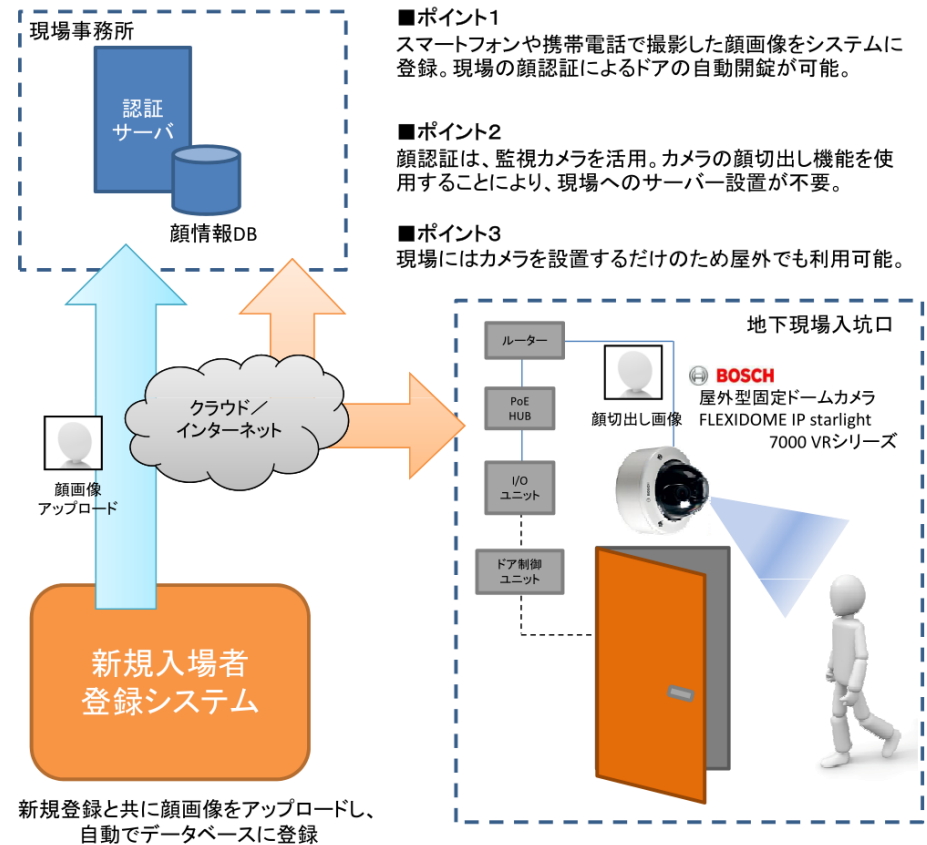 現場事務所
認証
サーバ
顔情報DB
■ポイント1
スマートフォンや携帯電話で撮影した顔画像をシステムに
登録。現場の顔認証によるドアの自動開錠が可能。
■ポイント2
顔認証は、監視カメラを活用。カメラの顔切出し機能を使
用することにより、現場へのサーバー設置が不要。
■ポイント3
現場にはカメラを設置するだけのため屋外でも利用可能。
クラウド／
インターネット
顔画像
アップロード
新規入場者
登録システム
新規登録と共に顔画像をアップロードし、
自動でデータベースに登録
地下現場入坑口
ルーター
PoE
HUB
I/O
ユニット
ドア制御
ユニット
顔切出し画像
BOSCH
屋外型固定ドームカメラ
FLEXIDOME IP starlight
7000 VRシリーズ